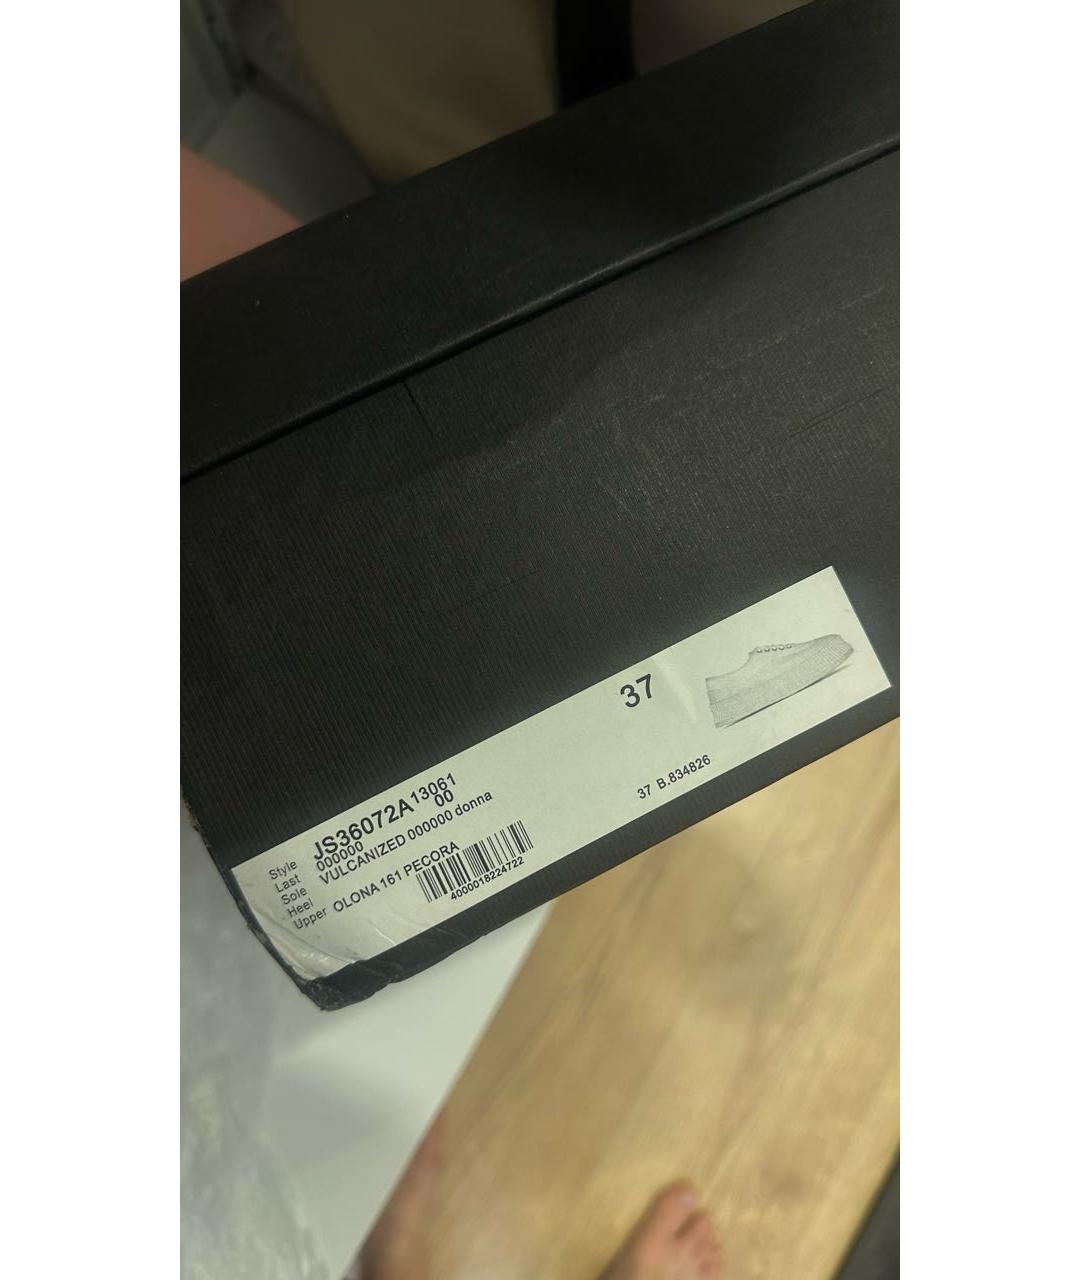 37
Style JS36072A 13061
Last 000000 00
Sole VULCANIZED 000000 donna
Heel
Upper OLONA 161 PECORA
4000018224722
37 B.834826